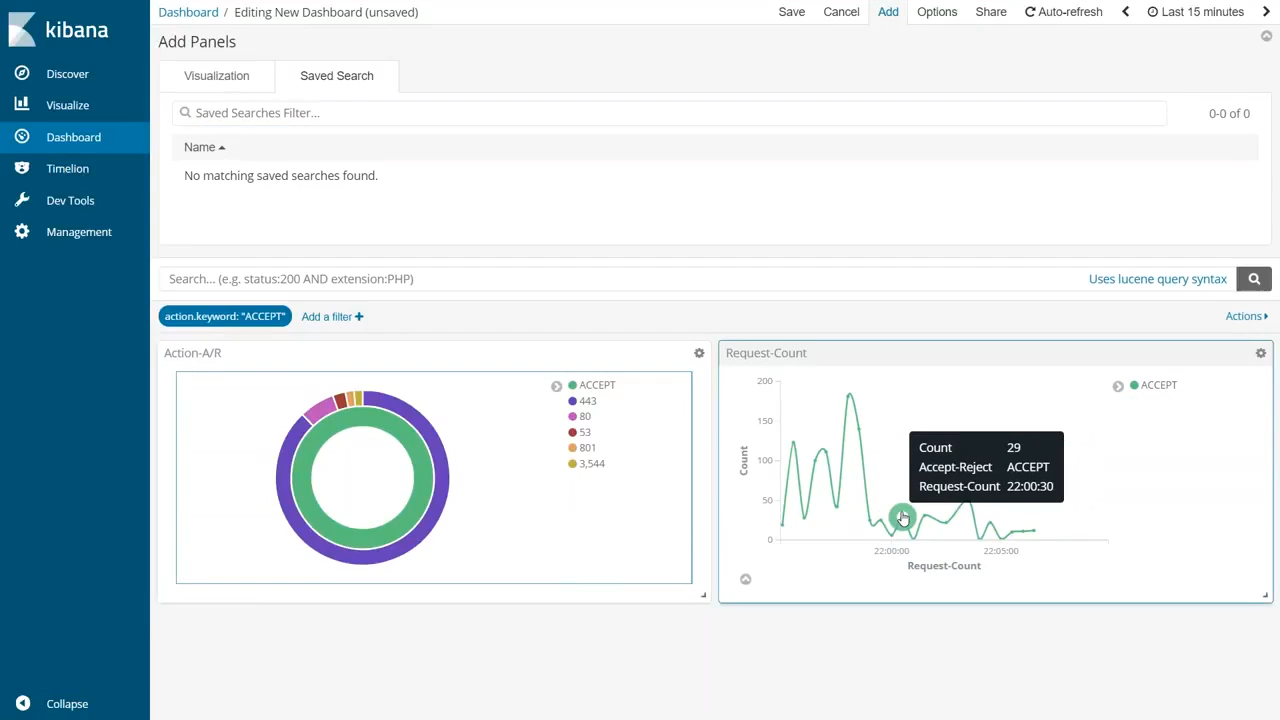 kibana
Discover
Visualize
Dashboard
Timelion
Dev Tools
Management
Collapse
Dashboard / Editing New Dashboard (unsaved)
Save Cancel Add Options Share Auto-refresh Last 15 minutes
Add Panels
Visualization Saved Search
Saved Searches Filter... 0-0 of 0
Name
No matching saved searches found.
Search... (e.g. status:200 AND extension:PHP) Uses lucene query syntax
action.keyword: "ACCEPT" Add a filter + Actions
Action-A/R
ACCEPT
443
80
53
801
3,544
Request-Count
200
150
100
50
0
Count
22:00:00 22:05:00
Request-Count
ACCEPT
Count 29
Accept-Reject ACCEPT
Request-Count 22:00:30